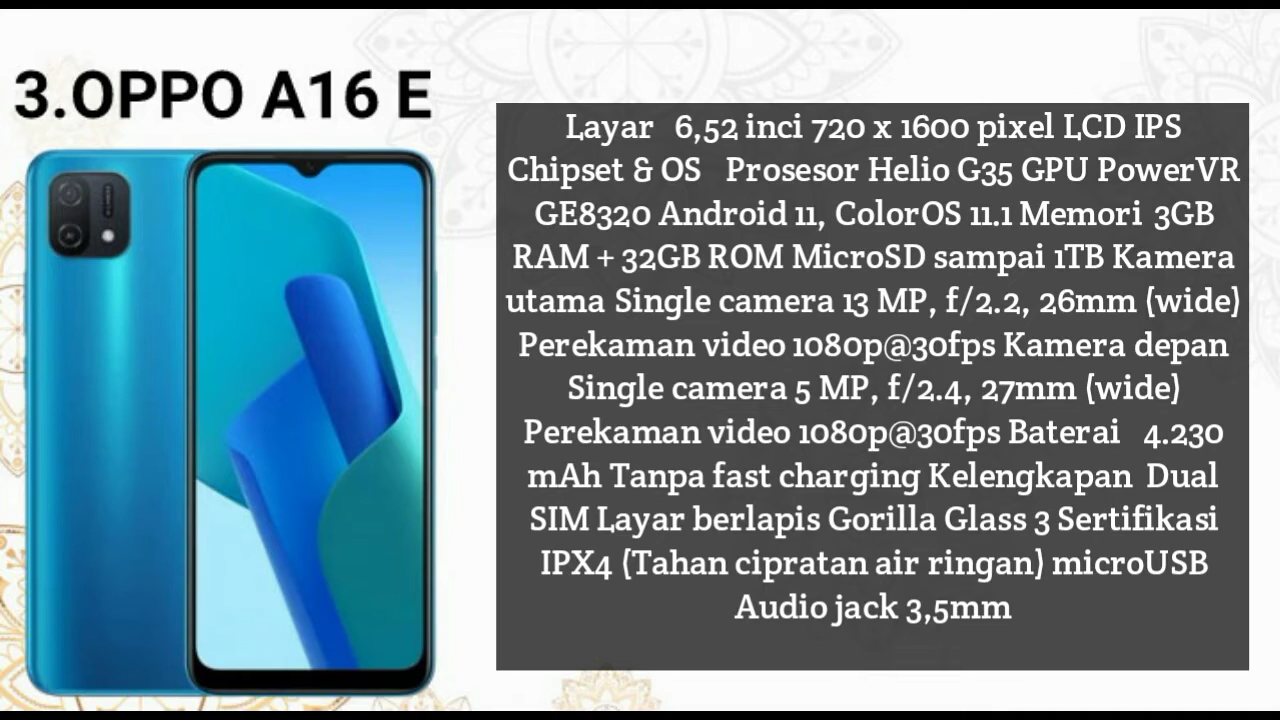 3.OPPO A16 E
Layar 6,52 inci 720 x 1600 pixel LCD IPS
Chipset & OS Prosesor Helio G35 GPU PowerVR
GE8320 Android 11, ColorOS 11.1 Memori 3GB
RAM + 32GB ROM MicroSD sampai 1TB Kamera
utama Single camera 13 MP, f/2.2, 26mm (wide)
Perekaman video 1080p@30fps Kamera depan
Single camera 5 MP, f/2.4, 27mm (wide)
Perekaman video 1080p@30fps Baterai 4.230
mAh Tanpa fast charging Kelengkapan Dual
SIM Layar berlapis Gorilla Glass 3 Sertifikasi
IPX4 (Tahan cipratan air ringan) microUSB
Audio jack 3,5mm